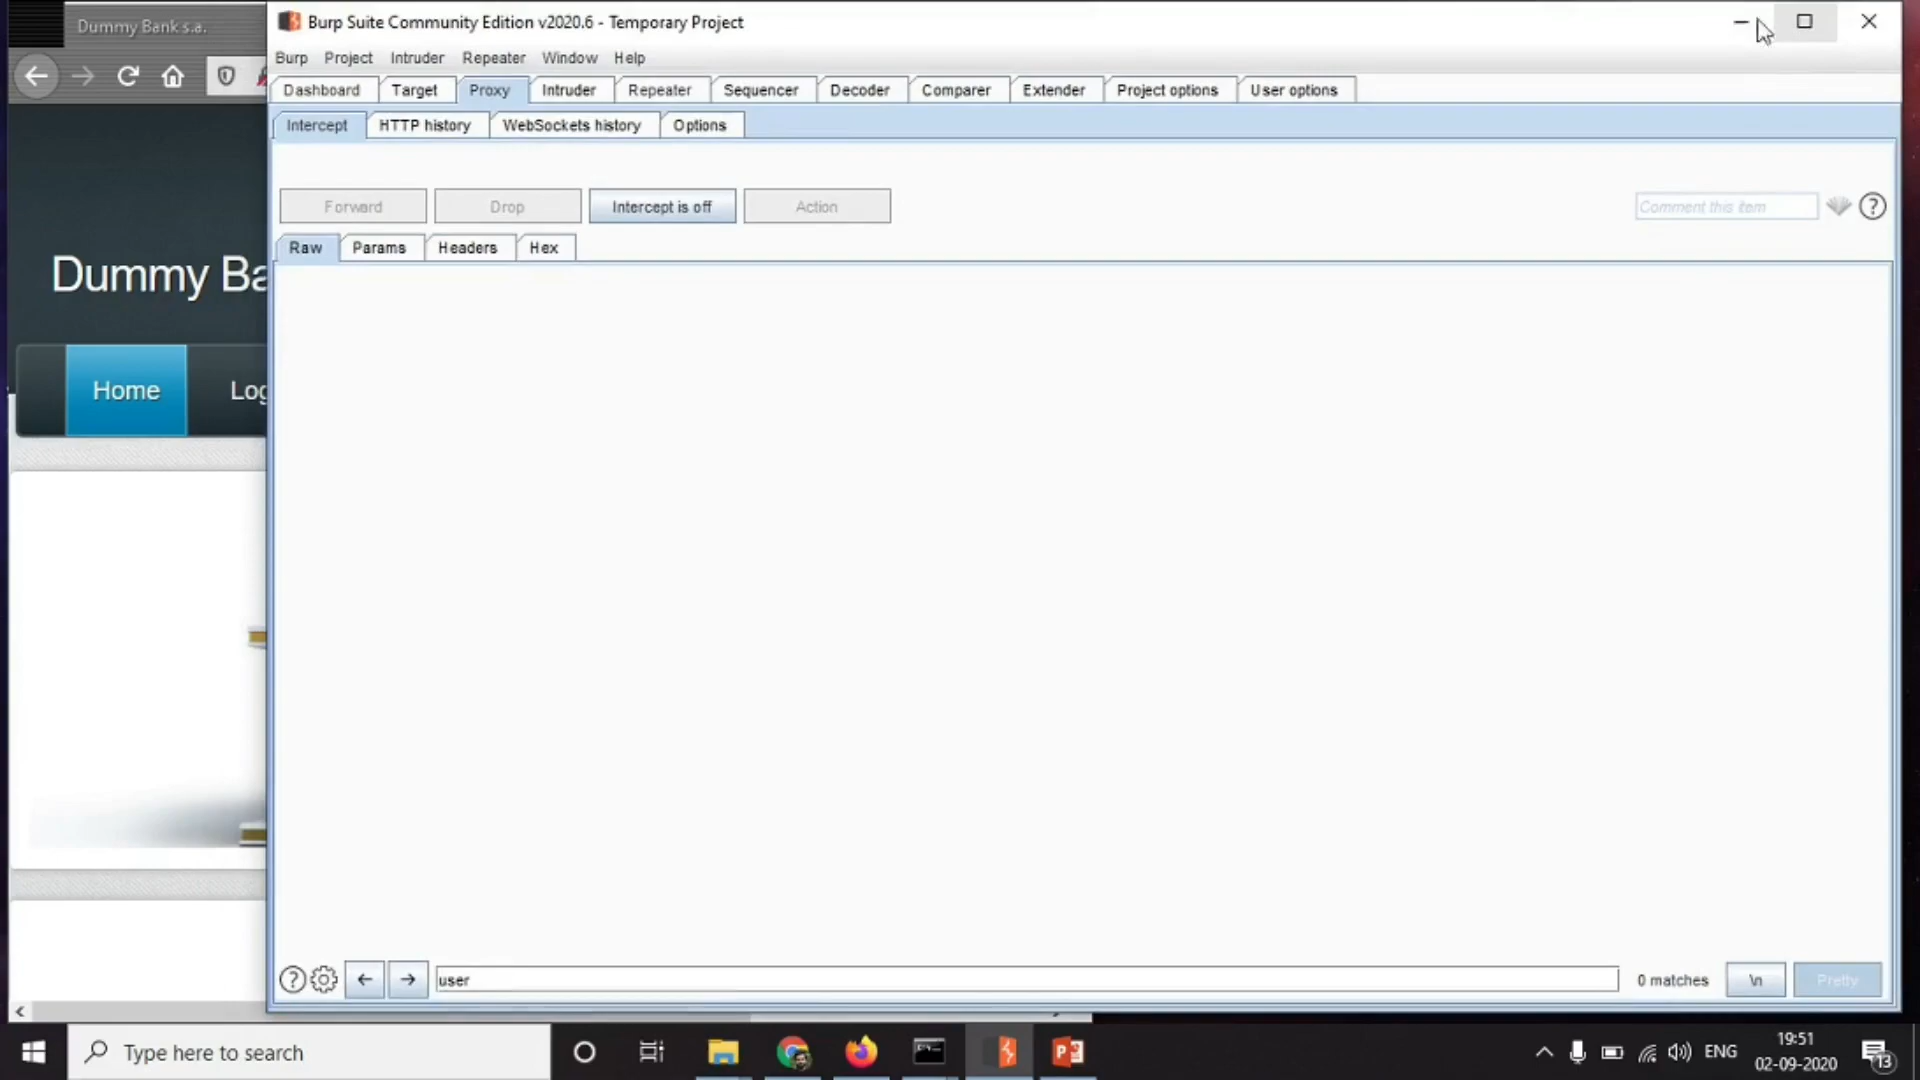 Dummy Bank s.a.
Burp Suite Community Edition v2020.6 - Temporary Project
Burp Project Intruder Repeater Window Help
Dashboard Target Proxy Intruder Repeater Sequencer Decoder Comparer Extender Project options User options
Intercept HTTP history WebSockets history Options
Forward Drop Intercept is off Action Comment this item ?
Raw Params Headers Hex
Dummy Ba
Home Log
? user 0 matches \n Pretty
Type here to search
ENG
19:51
02-09-2020
13